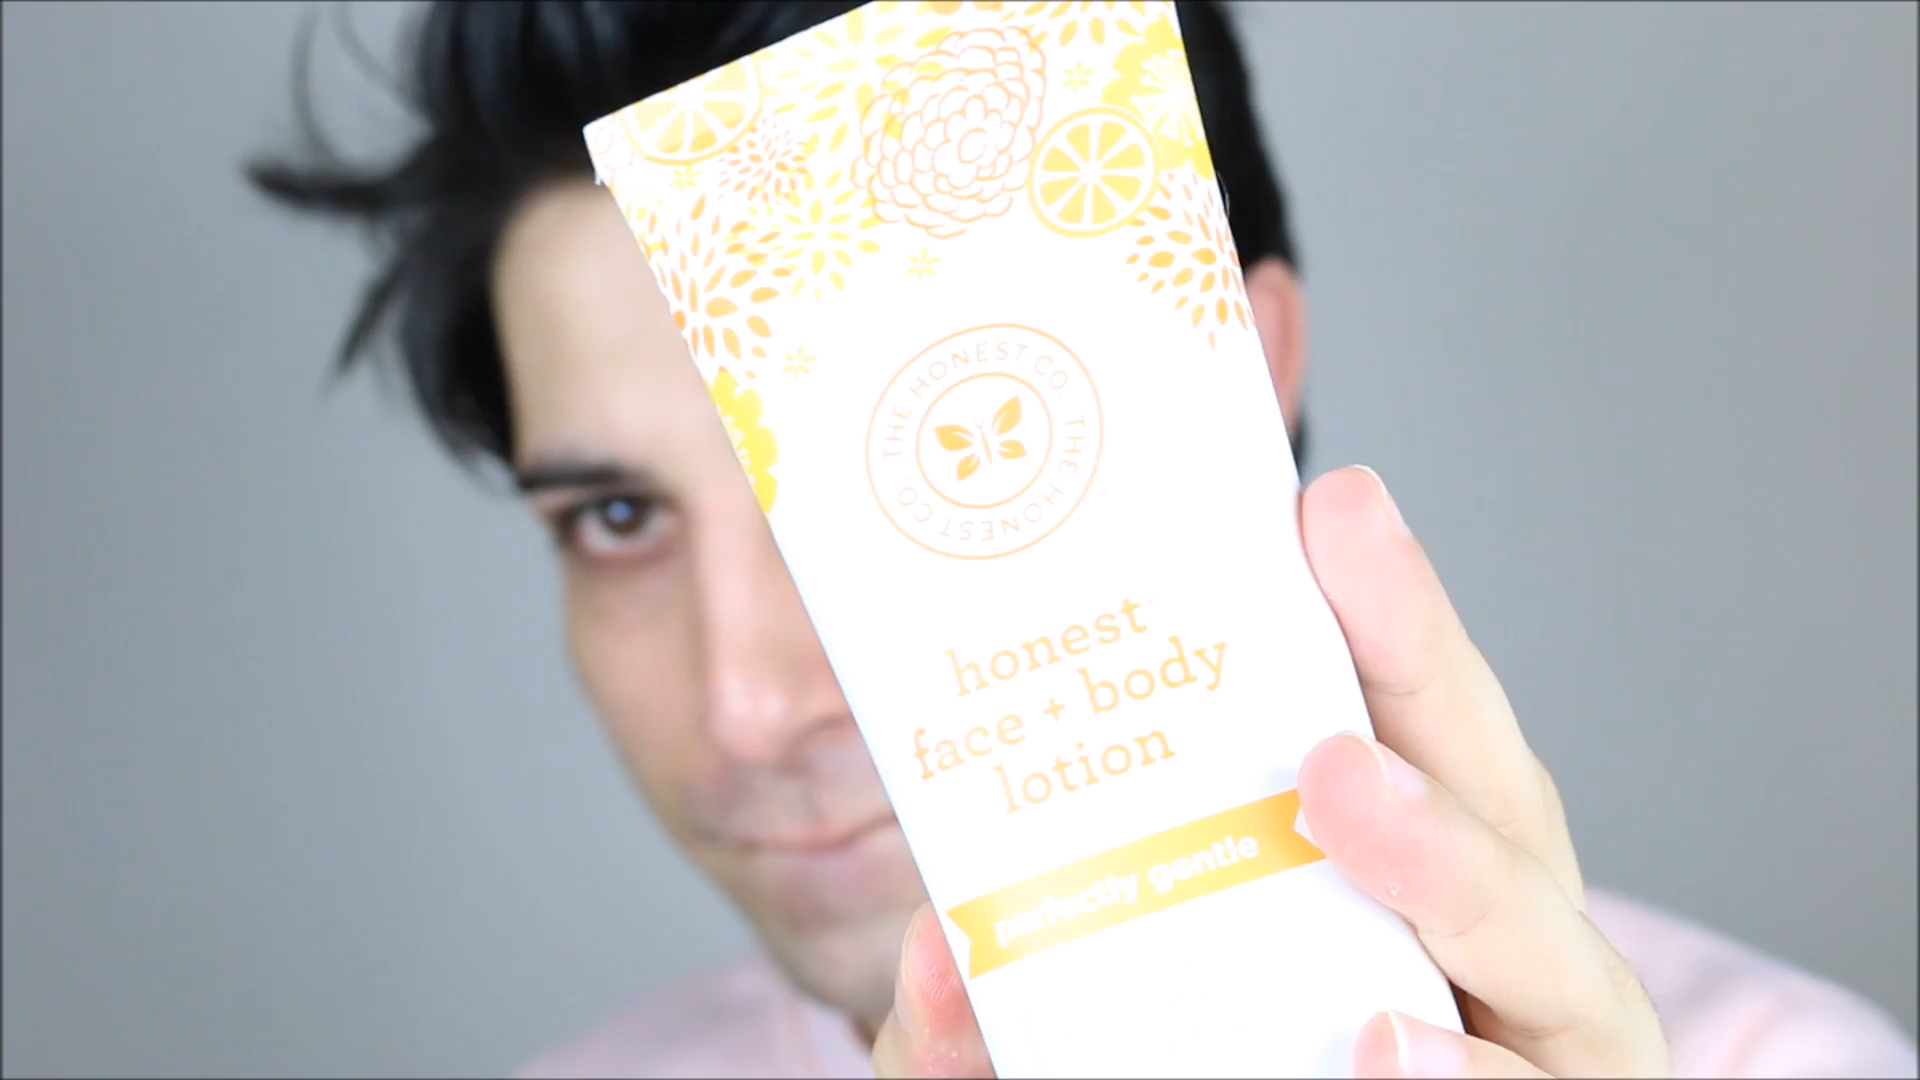 THE HONEST CO. THE HONEST CO.
honest
face + body
lotion
perfectly gentle